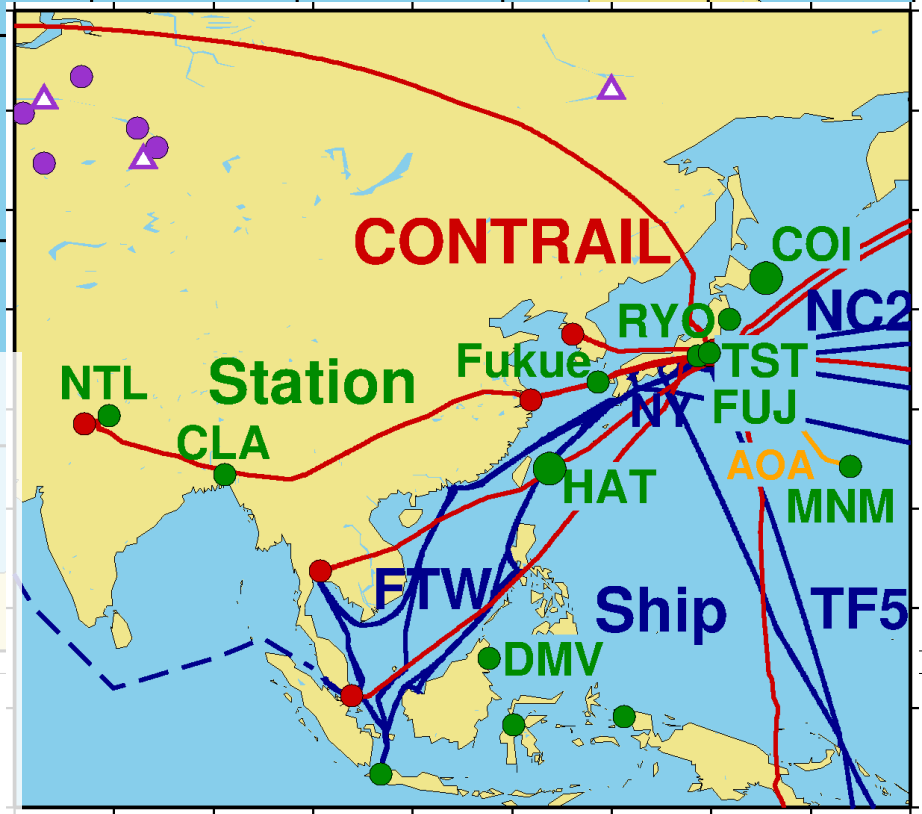 CONTRAIL
COI
NC2
RYO
NTL
Station
Fukue
TST
NY
FUJ
CLA
AOA
HAT
MNM
FTW
Ship
TF5
DMV